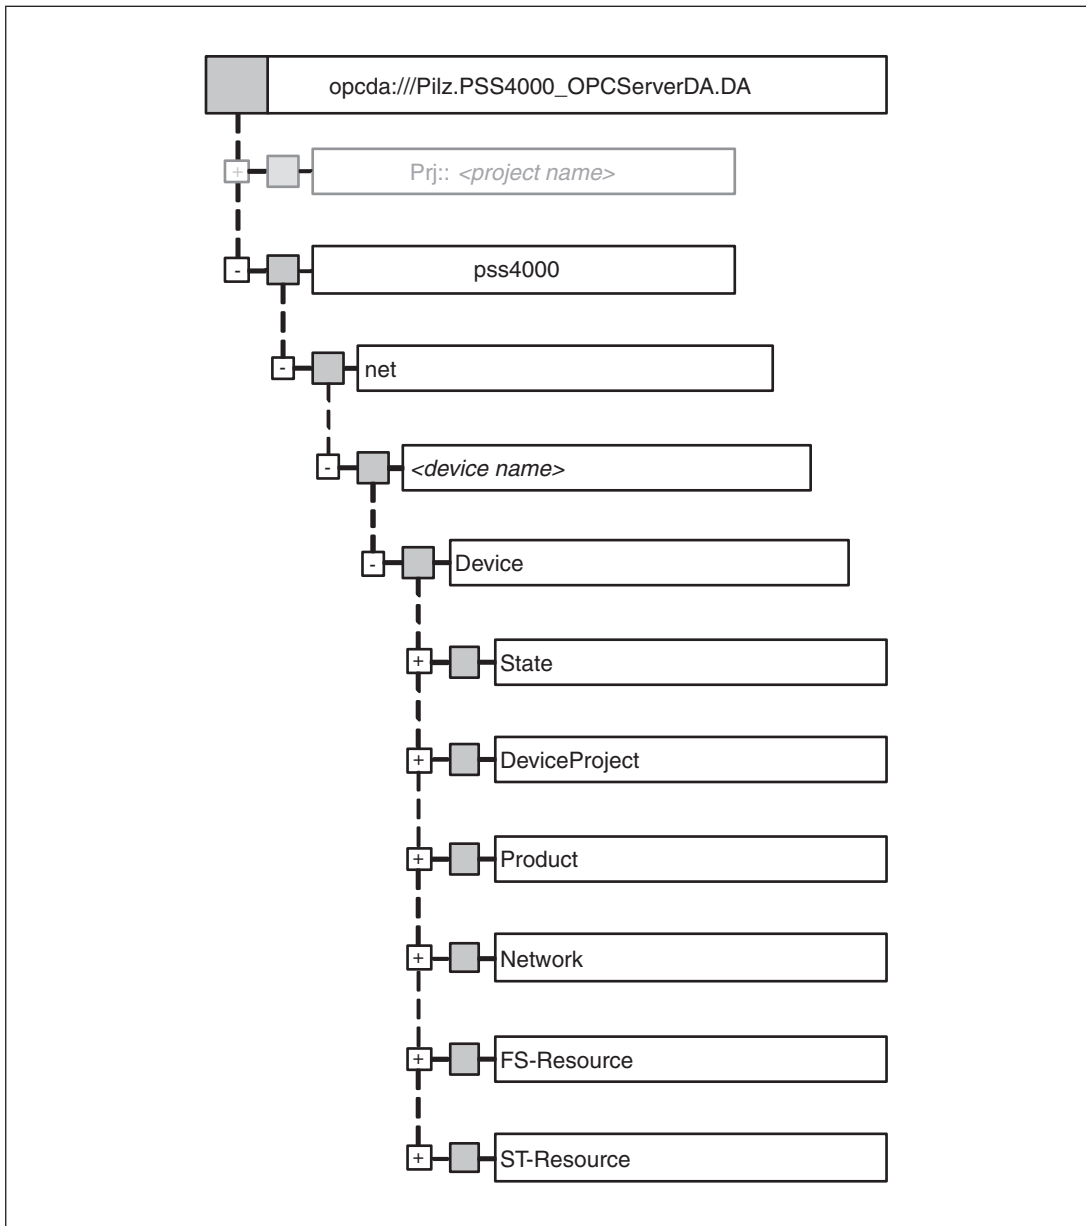 opcda:///Pilz.PSS4000_OPCServerDA.DA
+ Prj:: <project name>
- pss4000
- net
- <device name>
- Device
+ State
+ DeviceProject
+ Product
+ Network
+ FS-Resource
+ ST-Resource